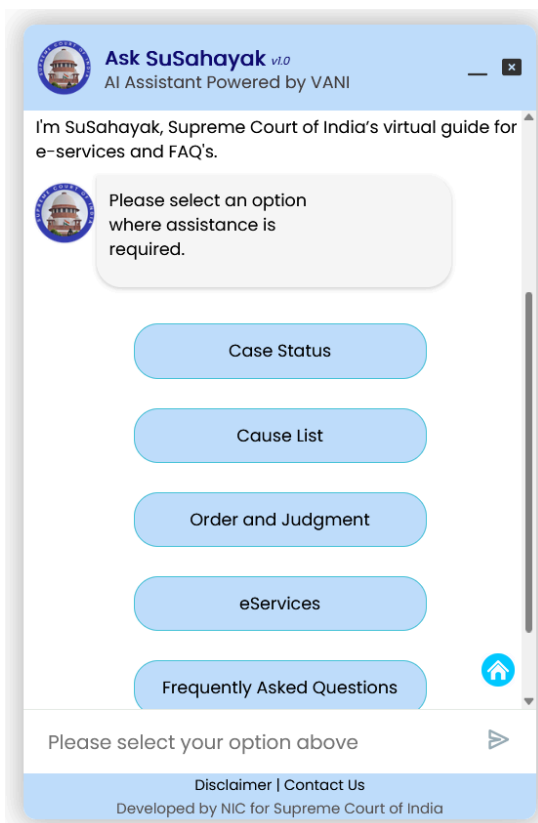 Ask SuSahayak v1.0
AI Assistant Powered by VANI
I'm SuSahayak, Supreme Court of India’s virtual guide for
e-services and FAQ's.
Please select an option
where assistance is
required.
Case Status
Cause List
Order and Judgment
eServices
Frequently Asked Questions
Please select your option above
Disclaimer | Contact Us
Developed by NIC for Supreme Court of India